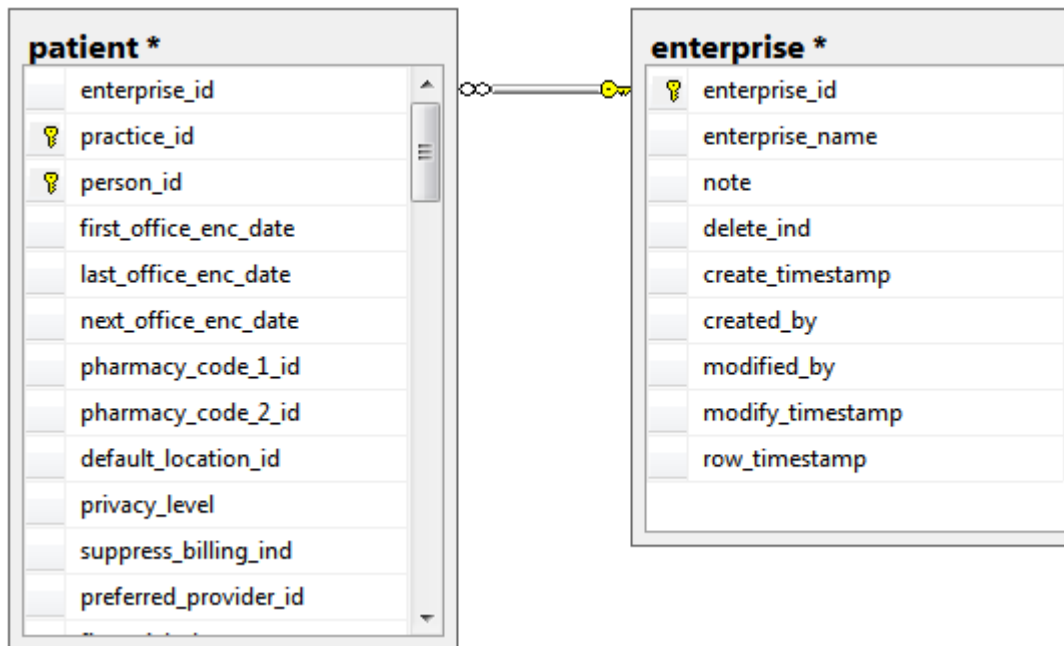 patient *
enterprise_id
practice_id
person_id
first_office_enc_date
last_office_enc_date
next_office_enc_date
pharmacy_code_1_id
pharmacy_code_2_id
default_location_id
privacy_level
suppress_billing_ind
preferred_provider_id
enterprise *
enterprise_id
enterprise_name
note
delete_ind
create_timestamp
created_by
modified_by
modify_timestamp
row_timestamp